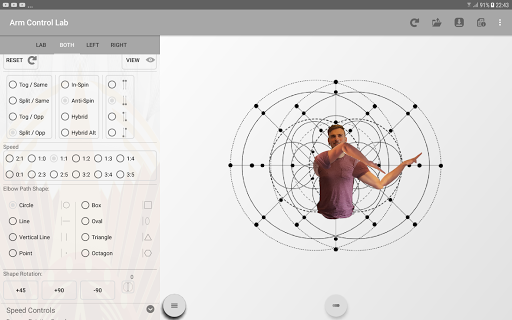 91% 22:43
Arm Control Lab
LAB BOTH LEFT RIGHT
RESET VIEW
Tog / Same In-Spin
Split / Same Anti-Spin
Tog / Opp Hybrid
Split / Opp Hybrid Alt
Speed
2:1 1:0 1:1 1:2 1:3 1:4
0:1 2:3 2:5 3:2 3:4 3:5
Elbow Path Shape:
Circle Box
Line Oval
Vertical Line Triangle
Point Octagon
Shape Rotation:
0
+45 +90 -90
Speed Controls